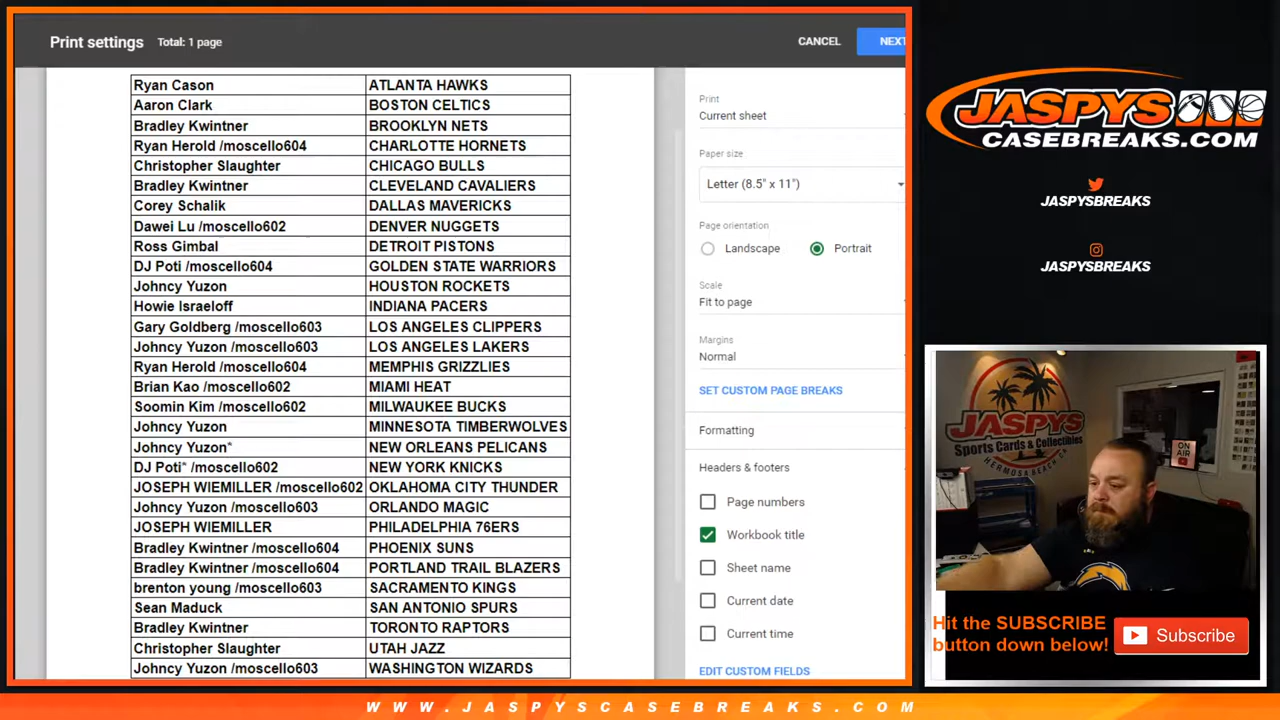 Print settings Total: 1 page CANCEL NEXT
Ryan Cason ATLANTA HAWKS
Aaron Clark BOSTON CELTICS
Bradley Kwintner BROOKLYN NETS
Ryan Herold /moscello604 CHARLOTTE HORNETS
Christopher Slaughter CHICAGO BULLS
Bradley Kwintner CLEVELAND CAVALIERS
Corey Schalik DALLAS MAVERICKS
Dawei Lu /moscello602 DENVER NUGGETS
Ross Gimbal DETROIT PISTONS
DJ Poti /moscello604 GOLDEN STATE WARRIORS
Johncy Yuzon HOUSTON ROCKETS
Howie Israeloff INDIANA PACERS
Gary Goldberg /moscello603 LOS ANGELES CLIPPERS
Johncy Yuzon /moscello603 LOS ANGELES LAKERS
Ryan Herold /moscello604 MEMPHIS GRIZZLIES
Brian Kao /moscello602 MIAMI HEAT
Soomin Kim /moscello602 MILWAUKEE BUCKS
Johncy Yuzon MINNESOTA TIMBERWOLVES
Johncy Yuzon* NEW ORLEANS PELICANS
DJ Poti* /moscello602 NEW YORK KNICKS
JOSEPH WIEMILLER /moscello602 OKLAHOMA CITY THUNDER
Johncy Yuzon /moscello603 ORLANDO MAGIC
JOSEPH WIEMILLER PHILADELPHIA 76ERS
Bradley Kwintner /moscello604 PHOENIX SUNS
Bradley Kwintner /moscello604 PORTLAND TRAIL BLAZERS
brenton young /moscello603 SACRAMENTO KINGS
Sean Maduck SAN ANTONIO SPURS
Bradley Kwintner TORONTO RAPTORS
Christopher Slaughter UTAH JAZZ
Johncy Yuzon /moscello603 WASHINGTON WIZARDS
Print
Current sheet
Paper size
Letter (8.5" x 11")
Page orientation
Landscape Portrait
Scale
Fit to page
Margins
Normal
SET CUSTOM PAGE BREAKS
Formatting
Headers & footers
Page numbers
Workbook title
Sheet name
Current date
Current time
EDIT CUSTOM FIELDS
JASPYS
CASEBREAKS.COM
JASPYSBREAKS
JASPYSBREAKS
JASPYS
Sports Cards & Collectibles
HERMOSA BEACH, CA
ON AIR
Hit the SUBSCRIBE
button down below!
Subscribe
WWW.JASPYSCASEBREAKS.COM